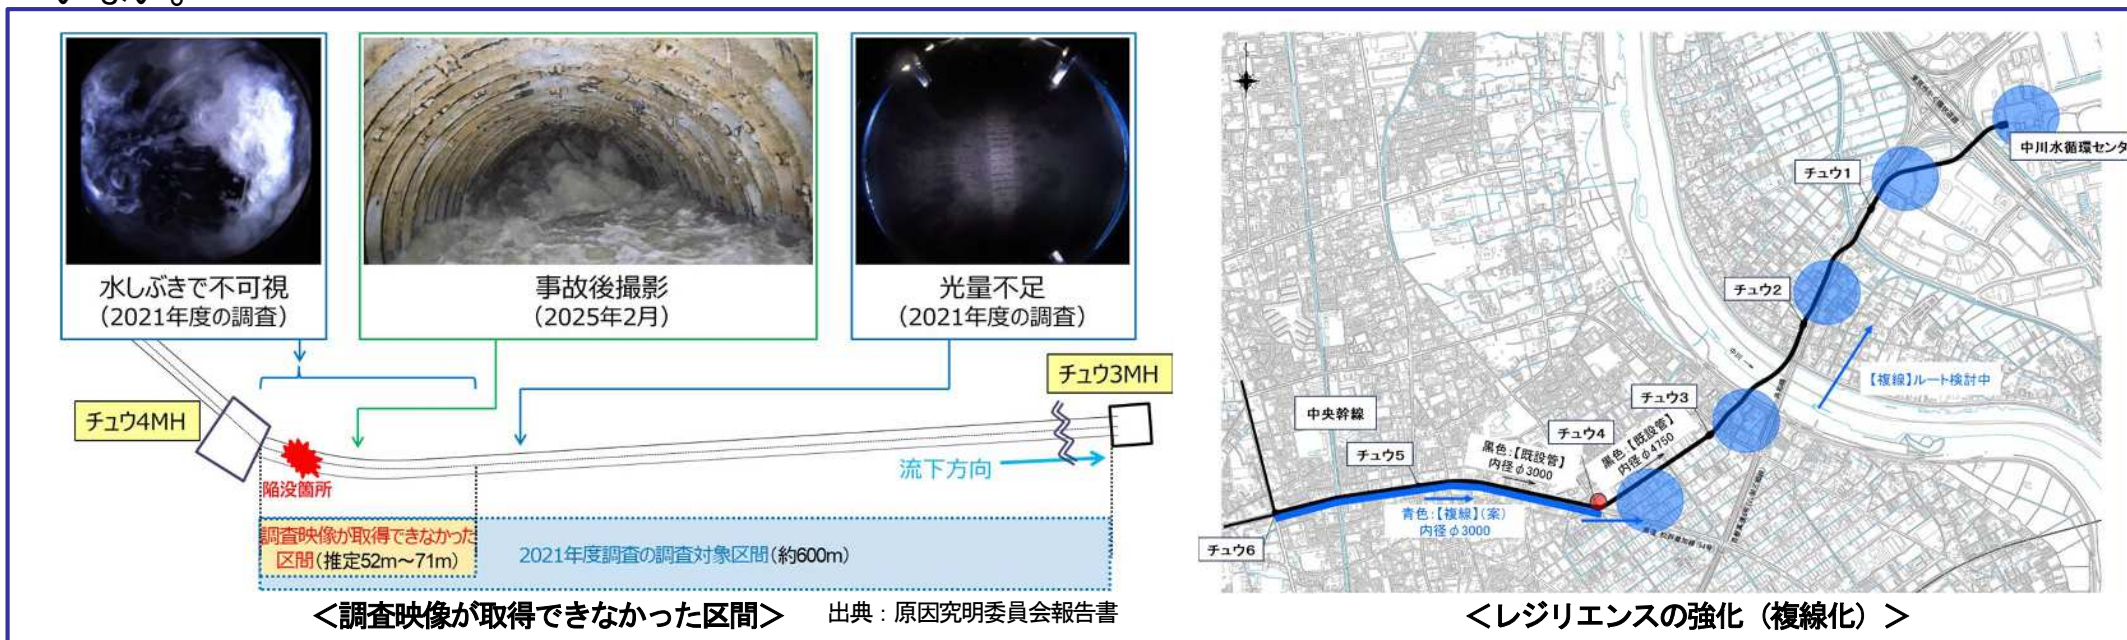 水しぶきで不可視
(2021年度の調査)
事故後撮影
(2025年2月)
光量不足
(2021年度の調査)
チュウ4MH
チュウ3MH
陥没箇所
流下方向
調査映像が取得できなかった
区間(推定52m~71m)
2021年度調査の調査対象区間(約600m)
<調査映像が取得できなかった区間>
出典:原因究明委員会報告書
中川水循環センタ
チュウ1
チュウ2
中川
【複線】ルート検討中
チュウ3
チュウ4
中央幹線
チュウ5
黒色:【既設管】
内径φ3000
黒色:【既設管】
内径φ4750
青色:【複線】(案)
内径φ3000
チュウ6
<レジリエンスの強化(複線化)>